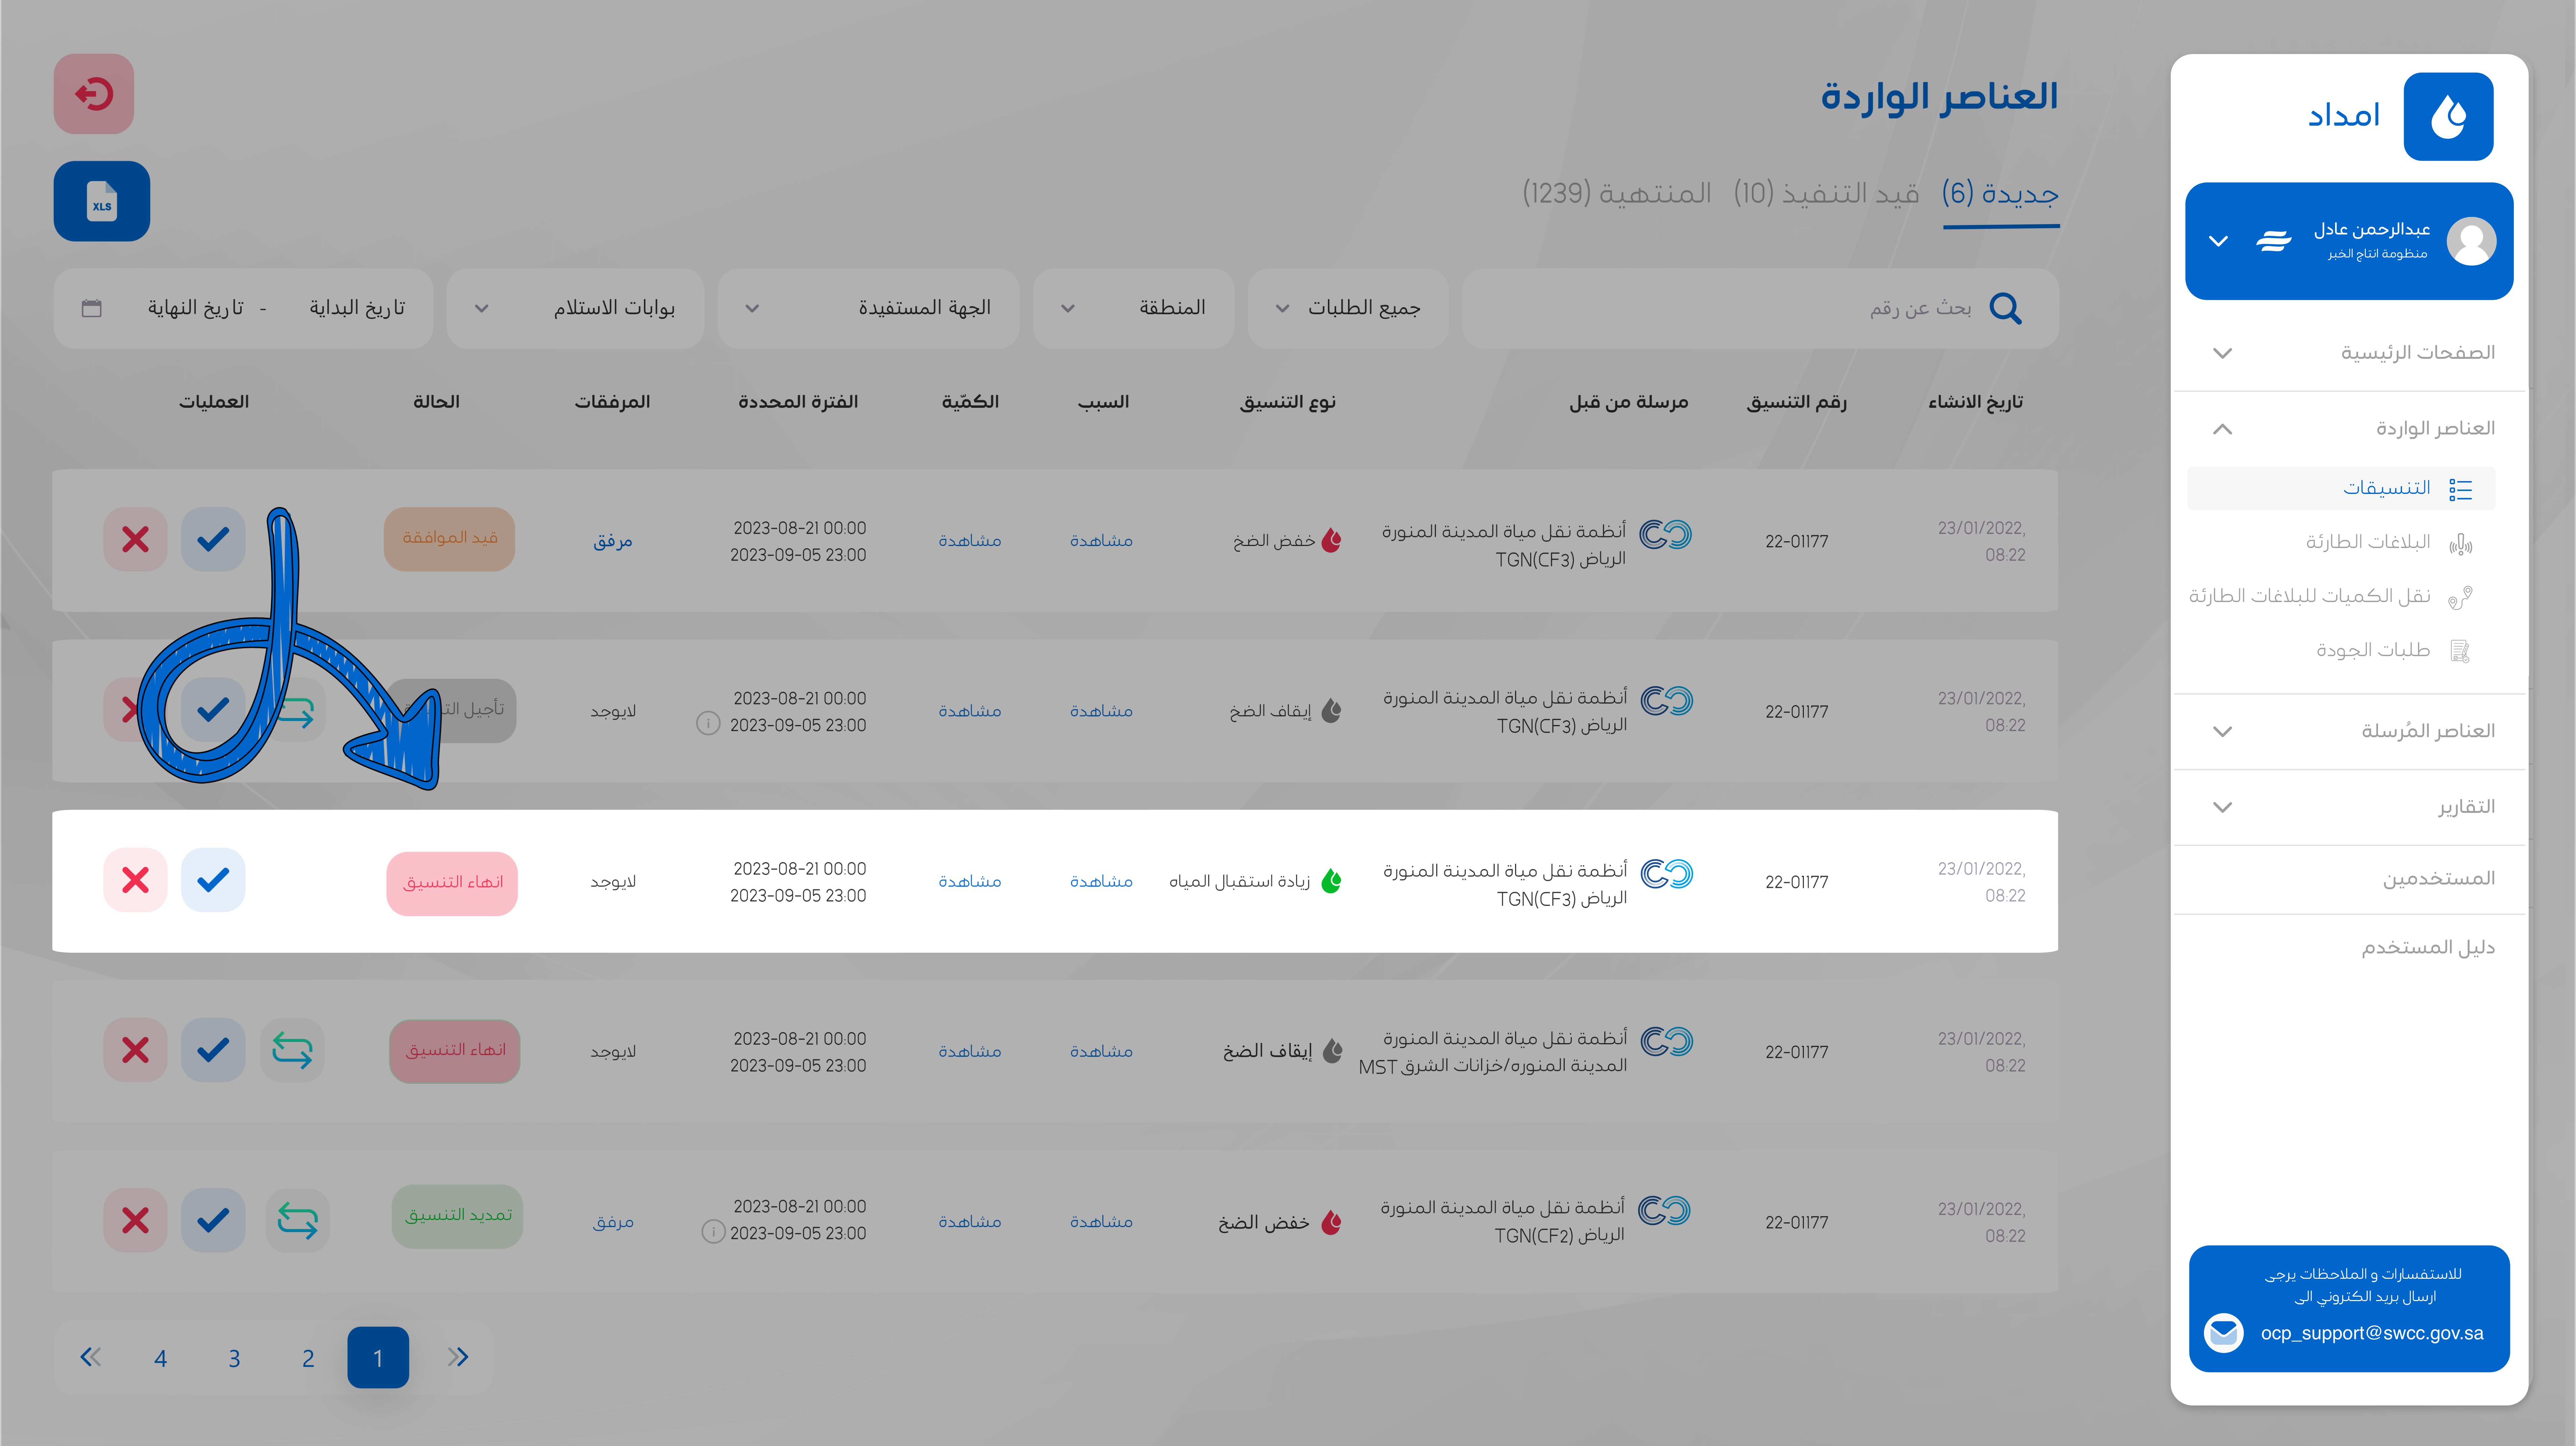 امداد
عبدالرحمن عادل
منظومة انتاج الخبر
الصفحات الرئيسية
العناصر الواردة
التنسيقات
البلاغات الطارئة
نقل الكميات للبلاغات الطارئة
طلبات الجودة
العناصر المُرسلة
التقارير
المستخدمين
دليل المستخدم
للاستفسارات و الملاحظات يرجى
ارسال بريد الكتروني الى
ocp_support@swcc.gov.sa
العناصر الواردة
جديدة (6) قيد التنفيذ (10) المنتهية (1239)
XLS
بحث عن رقم جميع الطلبات المنطقة الجهة المستفيدة بوابات الاستلام تاريخ البداية - تاريخ النهاية
تاريخ الانشاء رقم التنسيق مرسلة من قبل نوع التنسيق السبب الكمّية الفترة المحددة المرفقات الحالة العمليات
23/01/2022,
08:22
22-01177
أنظمة نقل مياة المدينة المنورة
الرياض TGN(CF3)
خفض الضخ
مشاهدة
مشاهدة
2023-08-21 00:00
2023-09-05 23:00
مرفق
قيد الموافقة
23/01/2022,
08:22
22-01177
أنظمة نقل مياة المدينة المنورة
الرياض TGN(CF3)
إيقاف الضخ
مشاهدة
مشاهدة
2023-08-21 00:00
2023-09-05 23:00
لايوجد
تأجيل
23/01/2022,
08:22
22-01177
أنظمة نقل مياة المدينة المنورة
الرياض TGN(CF3)
زيادة استقبال المياه
مشاهدة
مشاهدة
2023-08-21 00:00
2023-09-05 23:00
لايوجد
انهاء التنسيق
23/01/2022,
08:22
22-01177
أنظمة نقل مياة المدينة المنورة
المدينة المنوره/خزانات الشرق MST
إيقاف الضخ
مشاهدة
مشاهدة
2023-08-21 00:00
2023-09-05 23:00
لايوجد
انهاء التنسيق
23/01/2022,
08:22
22-01177
أنظمة نقل مياة المدينة المنورة
الرياض TGN(CF2)
خفض الضخ
مشاهدة
مشاهدة
2023-08-21 00:00
2023-09-05 23:00
مرفق
تمديد التنسيق
1 2 3 4